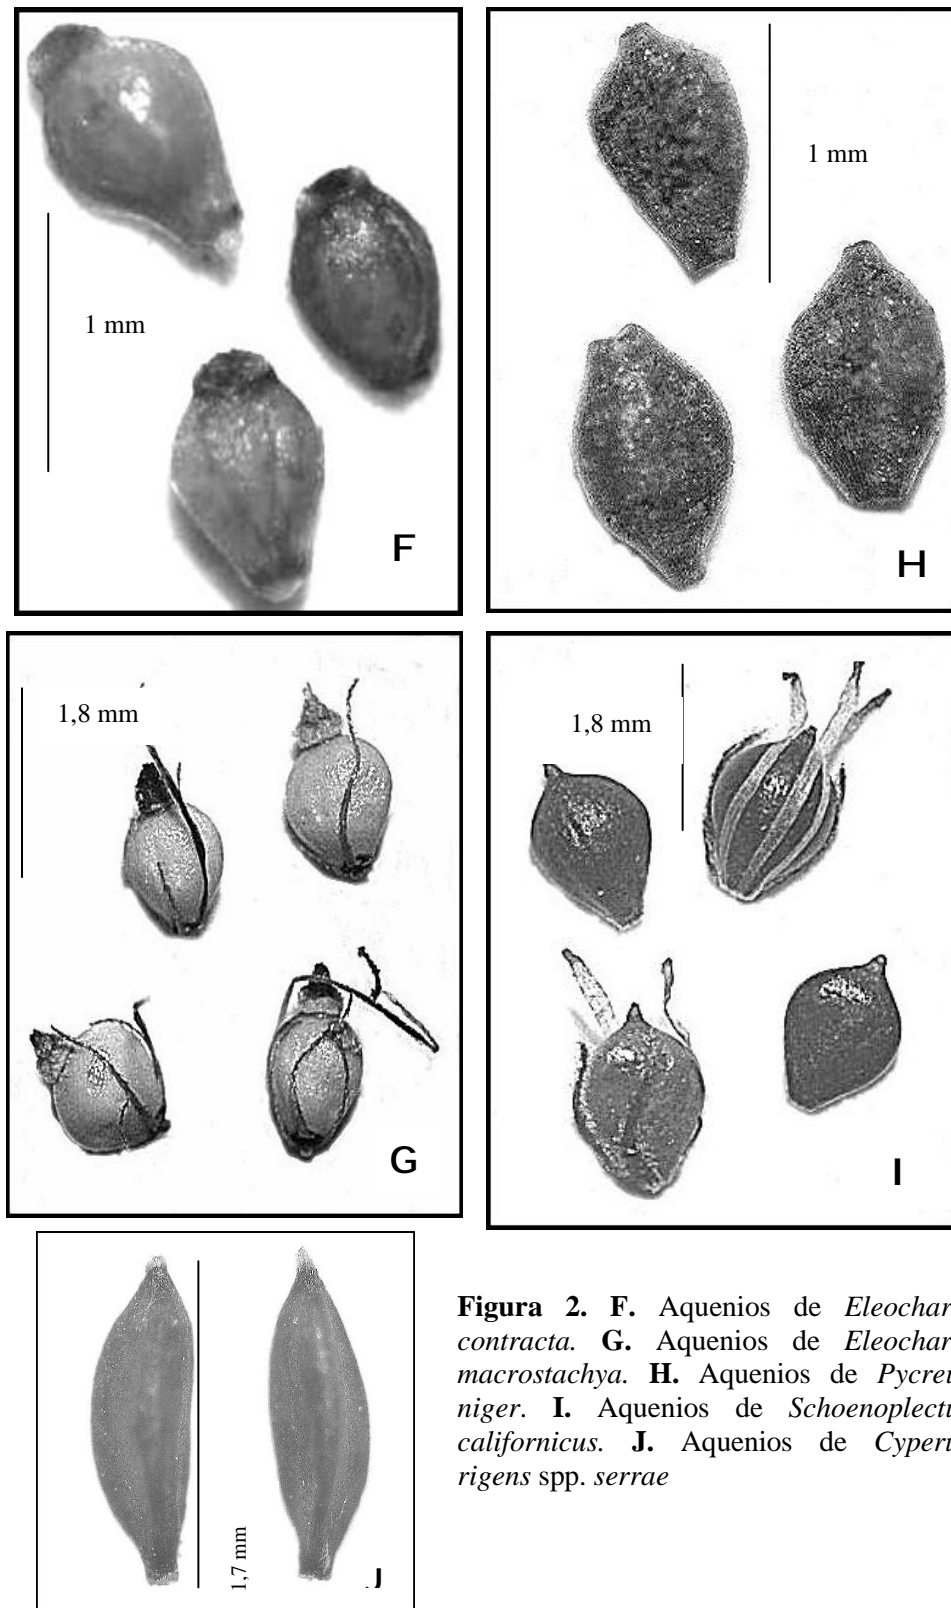 1 mm
F
1 mm
H
1,8 mm
G
1,8 mm
I
1,7 mm
J
Figura 2. F. Aquenios de Eleochar
contracta. G. Aquenios de Eleochar
macrostachya. H. Aquenios de Pycre
niger. I. Aquenios de Schoenoplectu
californicus. J. Aquenios de Cyperu
rigens spp. serrae